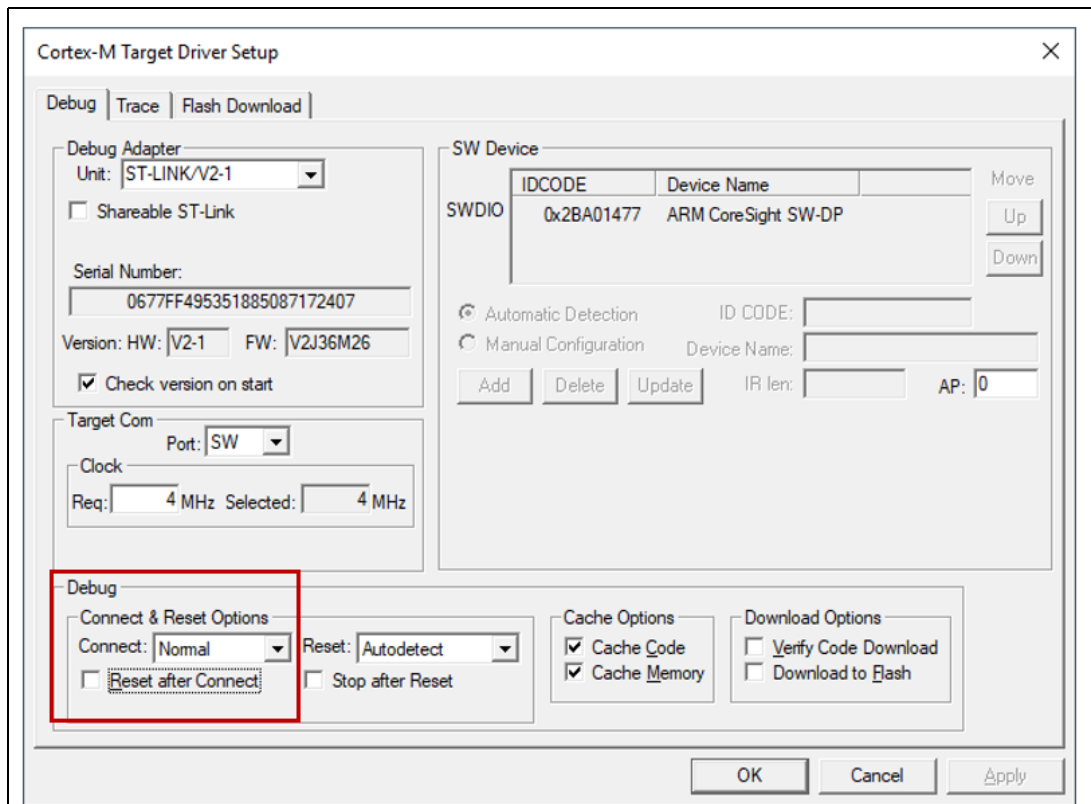 Cortex-M Target Driver Setup
Debug
Trace
Flash Download
Debug Adapter
Unit: ST-LINK/V2-1
Shareable ST-Link
Serial Number:
0677FF495351885087172407
Version: HW: V2-1 FW: V2J36M26
Check version on start
Target Com
Port: SW
Clock
Req: 4 MHz Selected: 4 MHz
SW Device
IDCODE Device Name
SWDIO 0x2BA01477 ARM CoreSight SW-DP
Move
Up
Down
Automatic Detection ID CODE:
Manual Configuration Device Name:
Add Delete Update IR len: AP: 0
Debug
Connect & Reset Options
Connect: Normal Reset: Autodetect
Reset after Connect Stop after Reset
Cache Options
Cache Code
Cache Memory
Download Options
Verify Code Download
Download to Flash
OK Cancel Apply